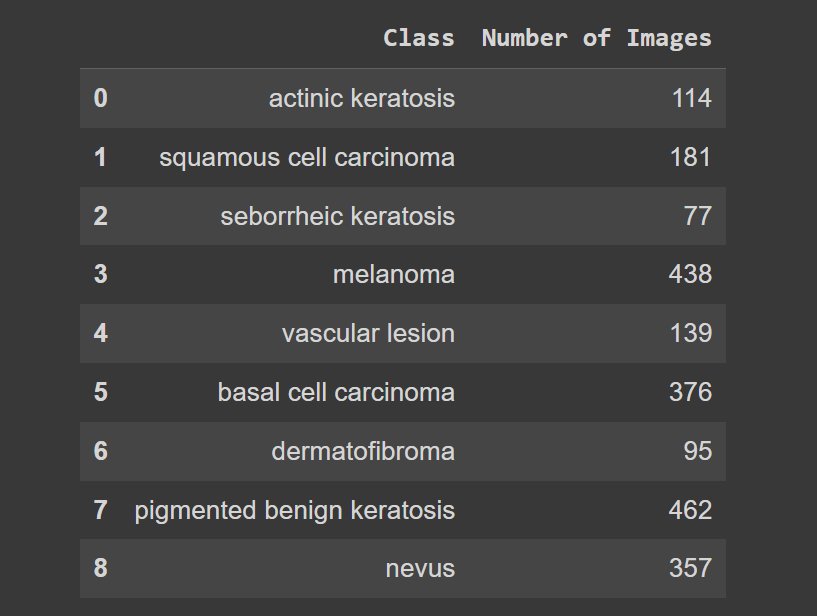 Class Number of Images
0 actinic keratosis 114
1 squamous cell carcinoma 181
2 seborrheic keratosis 77
3 melanoma 438
4 vascular lesion 139
5 basal cell carcinoma 376
6 dermatofibroma 95
7 pigmented benign keratosis 462
8 nevus 357